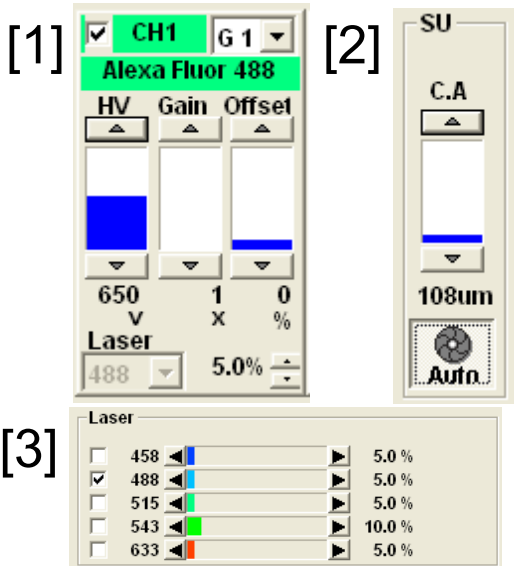 [1]
CH1 G 1
Alexa Fluor 488
HV Gain Offset
650 1 0
V X %
Laser
488 5.0%
[2]
SU
C.A
108um
Auto
[3]
Laser
458 5.0 %
488 5.0 %
515 5.0 %
543 10.0 %
633 5.0 %